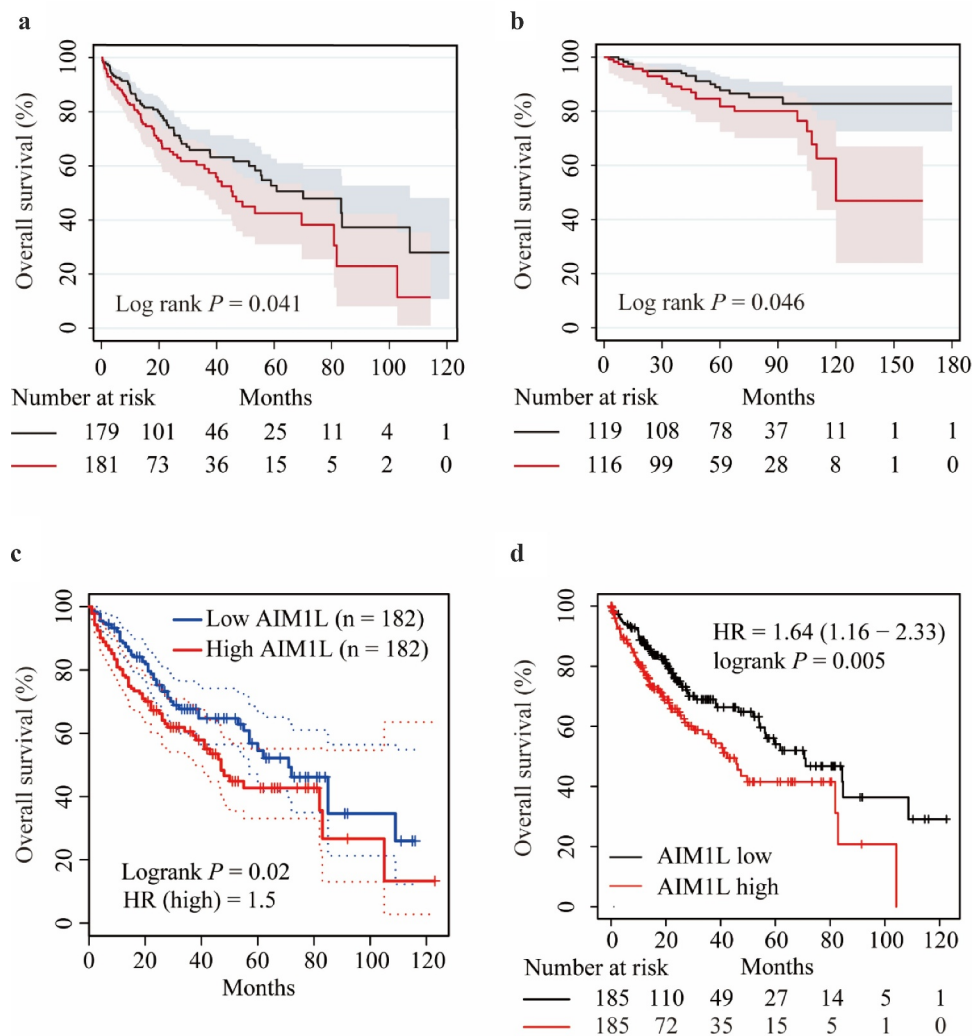 a
Overall survival (%)
100
80
60
40
20
0
Log rank P = 0.041
0 20 40 60 80 100 120
Number at risk Months
179 101 46 25 11 4 1
181 73 36 15 5 2 0
b
Overall survival (%)
100
80
60
40
20
0
Log rank P = 0.046
0 30 60 90 120 150 180
Number at risk Months
119 108 78 37 11 1 1
116 99 59 28 8 1 0
c
Overall survival (%)
100
80
60
40
20
0
Low AIM1L (n = 182)
High AIM1L (n = 182)
Logrank P = 0.02
HR (high) = 1.5
0 20 40 60 80 100 120
Months
d
Overall survival (%)
100
80
60
40
20
0
HR = 1.64 (1.16 − 2.33)
logrank P = 0.005
AIM1L low
AIM1L high
0 20 40 60 80 100 120
Number at risk Months
185 110 49 27 14 5 1
185 72 35 15 5 1 0